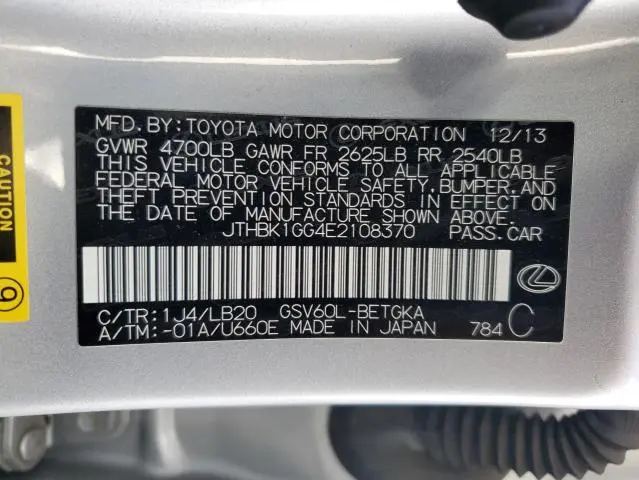 MFD.BY:TOYOTA MOTOR CORPORATION 12/13
GVWR 4700LB GAWR FR 2625LB RR 2540LB
THIS VEHICLE CONFORMS TO ALL APPLICABLE
FEDERAL MOTOR VEHICLE SAFETY,BUMPER,AND
THEFT PREVENTION STANDARDS IN EFFECT ON
THE DATE OF MANUFACTURE SHOWN ABOVE.
JTHBK1GG4E2108370 PASS.CAR
C/TR:1J4/LB20 GSV60L-BETGKA
A/TM:-01A/U660E MADE IN JAPAN 784 C
CAUTION
9